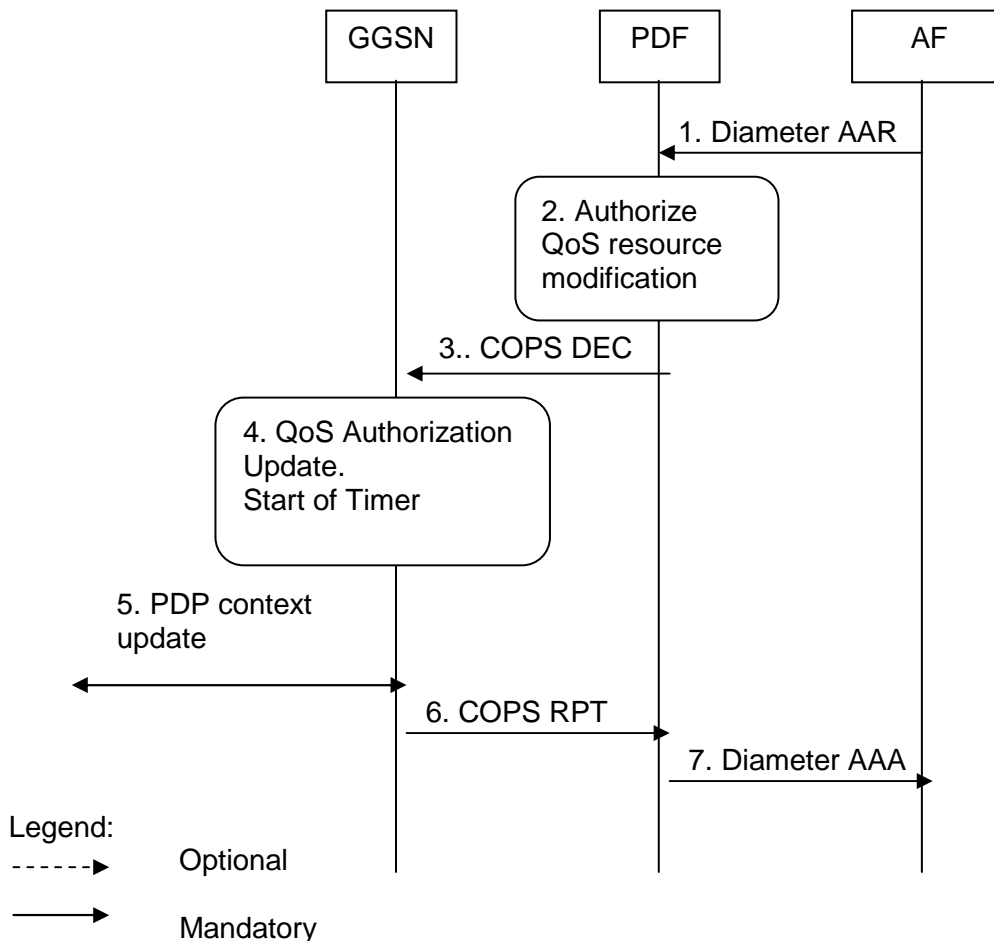 GGSN
PDF
AF
1. Diameter AAR
2. Authorize
QoS resource
modification
3.. COPS DEC
4. QoS Authorization
Update.
Start of Timer
5. PDP context
update
6. COPS RPT
7. Diameter AAA
Legend:
Optional
Mandatory